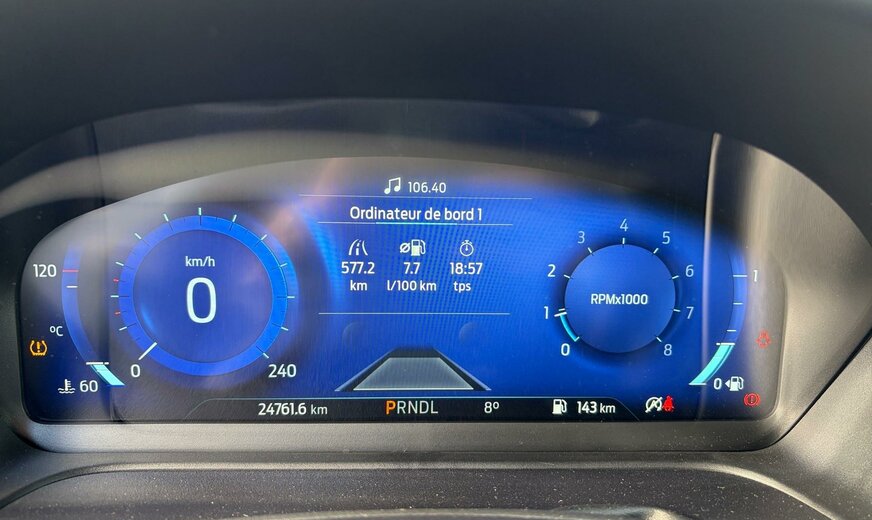 106.40
Ordinateur de bord 1
577.2 7.7 18:57
km l/100 km tps
km/h
0
0 240
120
°C
60
RPMx1000
0 1 2 3 4 5 6 7 8
1
0
24761.6 km PRNDL 8° 143 km